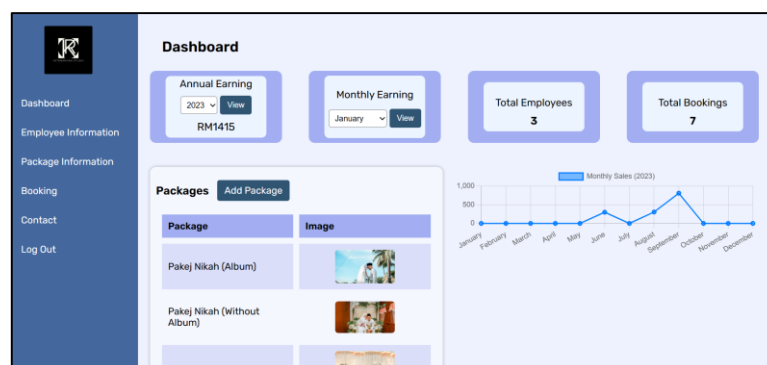 Dashboard
Annual Earning
2023
View
RM1415
Monthly Earning
January
View
Total Employees
3
Total Bookings
7
Dashboard
Employee Information
Package Information
Booking
Contact
Log Out
Packages
Add Package
Package
Image
Pakej Nikah (Album)
Pakej Nikah (Without
Album)
Monthly Sales (2023)
1,000
500
0
January
February
March
April
May
June
July
August
September
October
November
December